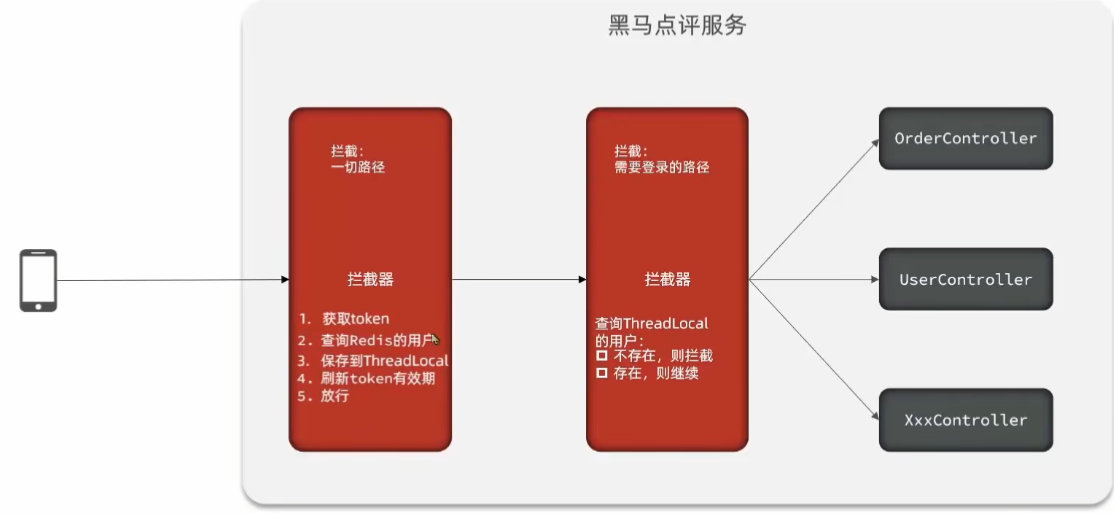 黑马点评服务
拦截：
一切路径
拦截器
1. 获取token
2. 查询Redis的用户
3. 保存到ThreadLocal
4. 刷新token有效期
5. 放行
拦截：
需要登录的路径
拦截器
查询ThreadLocal
的用户：
不存在，则拦截
存在，则继续
OrderController
UserController
XxxController